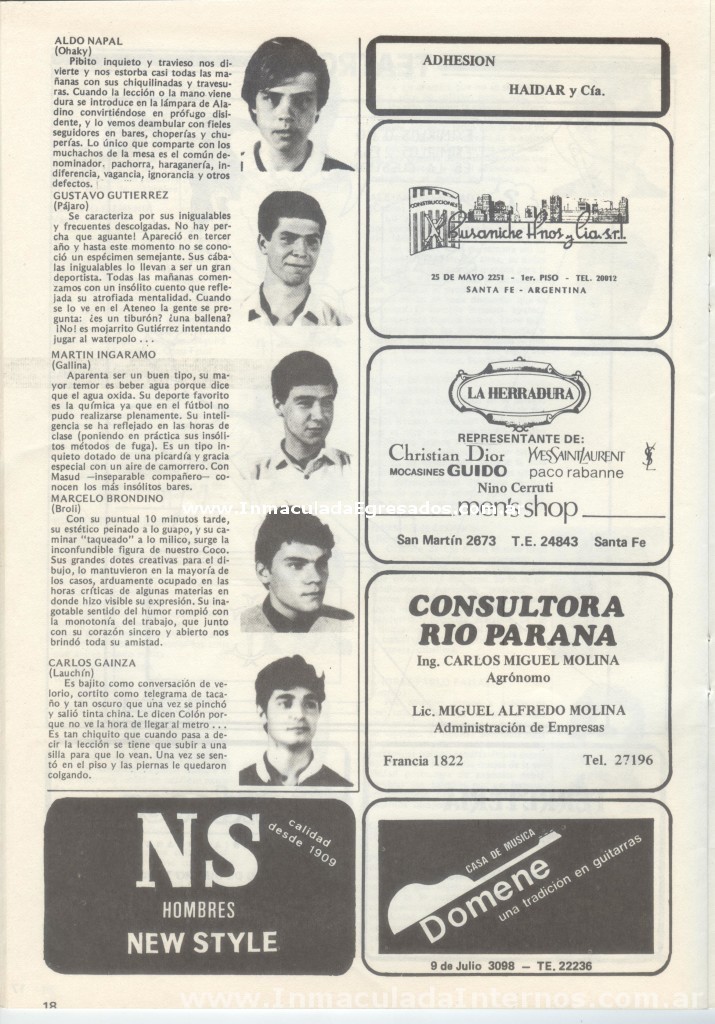 ALDO NAPAL
(Ohaky)
Pibito inquieto y travieso nos di-
vierte y nos estorba casi todas las ma-
ñanas con sus chiquilinadas y travesu-
ras. Cuando la lección o la mano viene
dura se introduce en la lámpara de Ala-
dino convirtiéndose en prófugo disi-
dente, y lo vemos deambular con fieles
seguidores en bares, choperías y chu-
perías. Lo único que comparte con los
muchachos de la mesa es el común de-
nominador. pachorra, haraganería, in-
diferencia, vagancia, ignorancia y otros
defectos.
GUSTAVO GUTIERREZ
(Pájaro)
Se caracteriza por sus inigualables
y frecuentes descolgadas. No hay per-
cha que aguante! Apareció en tercer
año y hasta este momento no se cono-
ció un espécimen semejante. Sus cába-
las inigualables lo llevan a ser un gran
deportista. Todas las mañanas comen-
zamos con un insólito cuento que refle-
jada su atrofiada mentalidad. Cuando
se lo ve en el Ateneo la gente se pre-
gunta: ¿es un tiburón? ¿una ballena?
¡No! es mojarrito Gutiérrez intentando
jugar al waterpolo . . .
MARTIN INGARAMO
(Gallina)
Aparenta ser un buen tipo, su ma-
yor temor es beber agua porque dice
que el agua oxida. Su deporte favorito
es la química ya que en el fútbol no
pudo realizarse plenamente. Su inteli-
gencia se ha reflejado en las horas de
clase (poniendo en práctica sus insóli-
tos métodos de fuga). Es un tipo in-
quieto dotado de una picardía y gracia
especial con un aire de camorrero. Con
Masud —inseparable compañero— co-
nocen los más insólitos bares.
MARCELO BRONDINO
(Broli)
Con su puntual 10 minutos tarde,
su estético peinado a lo guapo, y su ca-
minar "taqueado" a lo milico, surge la
inconfundible figura de nuestro Coco.
Sus grandes dotes creativas para el di-
bujo, lo mantuvieron en la mayoría de
los casos, arduamente ocupado en las
horas críticas de algunas materias en
donde hizo visible su expresión. Su ina-
gotable sentido del humor rompió con
la monotonía del trabajo, que junto
con su corazón sincero y abierto nos
brindó toda su amistad.
CARLOS GAINZA
(Lauchín)
Es bajito como conversación de ve-
lorio, cortito como telegrama de taca-
ño y tan oscuro que una vez se pinchó
y salió tinta china. Le dicen Colón por-
que no ve la hora de llegar al metro . . .
Es tan chiquito que cuando pasa a de-
cir la lección se tiene que subir a una
silla para que lo vean. Una vez se sen-
tó en el piso y las piernas le quedaron
colgando.
ADHESION
HAIDAR y Cía.
CONSTRUCCIONES
Busaniche Hnos y Cia. s.r.l.
25 DE MAYO 2251 - 1er. PISO - TEL. 20012
SANTA FE - ARGENTINA
LA HERRADURA
REPRESENTANTE DE:
Christian Dior YVES SAINT LAURENT YSL
MOCASINES GUIDO paco rabanne
Nino Cerruti
men's shop
San Martín 2673 T.E. 24843 Santa Fe
www.InmaculadaEgresados.com.ar
CONSULTORA
RIO PARANA
Ing. CARLOS MIGUEL MOLINA
Agrónomo
Lic. MIGUEL ALFREDO MOLINA
Administración de Empresas
Francia 1822 Tel. 27196
NS
calidad
desde 1909
HOMBRES
NEW STYLE
CASA DE MUSICA
Domene
una tradición en guitarras
9 de Julio 3098 — TE. 22236
18
www.InmaculadaInternos.com.ar